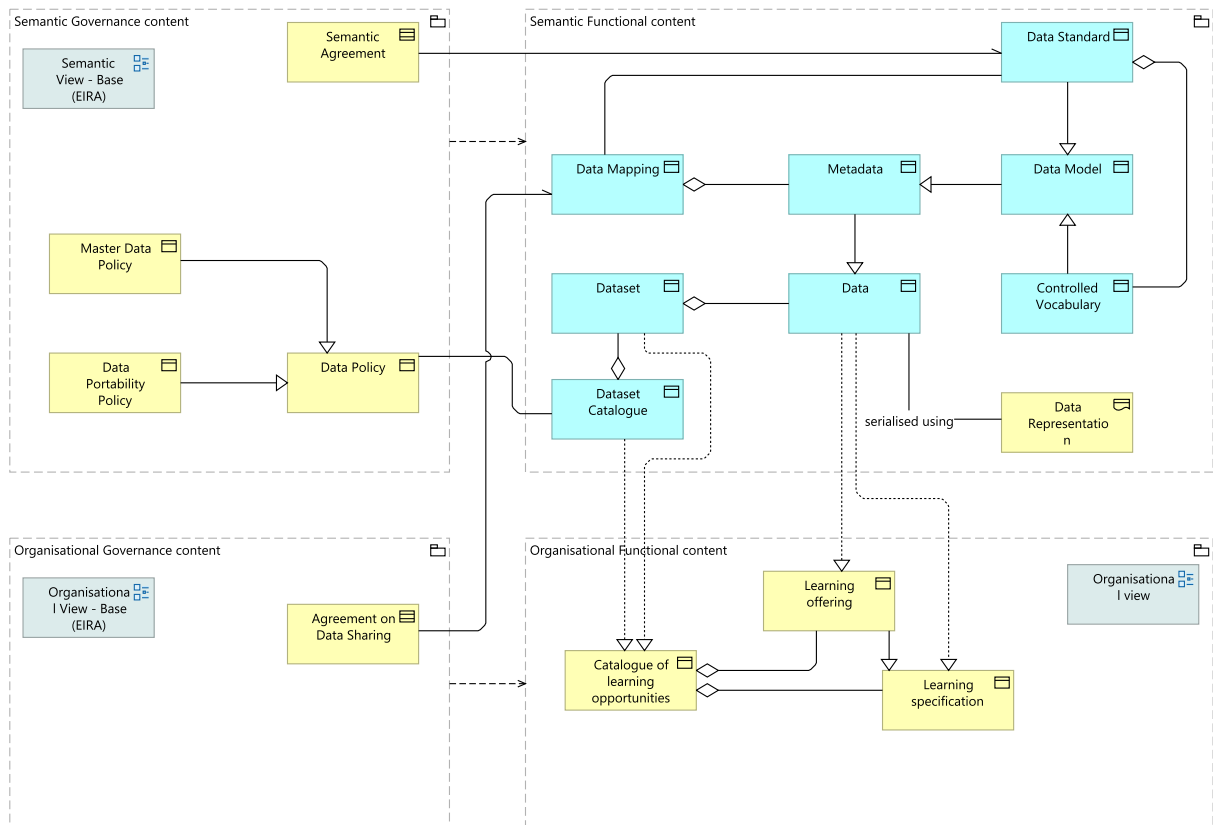 Semantic Governance content
Semantic
View - Base
(EIRA)
Semantic
Agreement
Master Data
Policy
Data
Portability
Policy
Data Policy
Semantic Functional content
Data Standard
Data Mapping
Metadata
Data Model
Dataset
Data
Controlled
Vocabulary
Dataset
Catalogue
serialised using
Data
Representatio
n
Organisational Governance content
Organisationa
l View - Base
(EIRA)
Agreement on
Data Sharing
Organisational Functional content
Learning
offering
Organisationa
l view
Catalogue of
learning
opportunities
Learning
specification